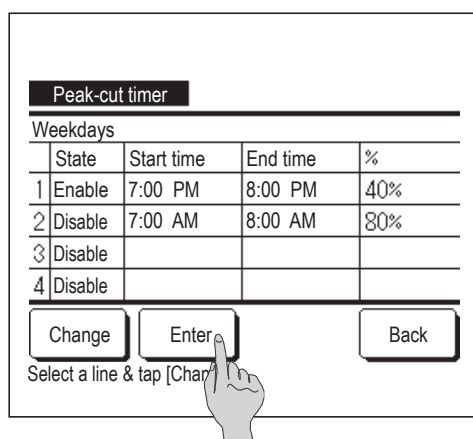 Peak-cut timer
Weekdays
State Start time End time %
1 Enable 7:00 PM 8:00 PM 40%
2 Disable 7:00 AM 8:00 AM 80%
3 Disable
4 Disable
Change Enter Back
Select a line & tap